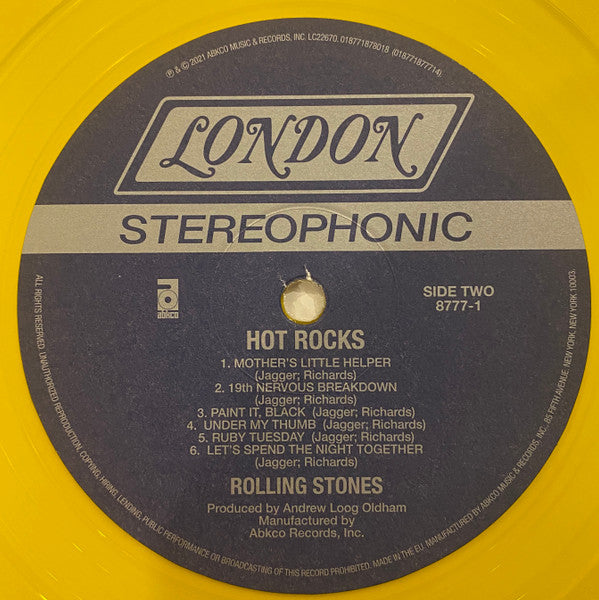 ℗ & © 2021 ABKCO MUSIC & RECORDS, INC. LC22670. 018771878018 (018771877714)
LONDON
STEREOPHONIC
abkco
SIDE TWO
8777-1
HOT ROCKS
1. MOTHER'S LITTLE HELPER
(Jagger; Richards)
2. 19th NERVOUS BREAKDOWN
(Jagger; Richards)
3. PAINT IT, BLACK (Jagger; Richards)
4. UNDER MY THUMB (Jagger; Richards)
5. RUBY TUESDAY (Jagger; Richards)
6. LET'S SPEND THE NIGHT TOGETHER
(Jagger; Richards)
ROLLING STONES
Produced by Andrew Loog Oldham
Manufactured by
Abkco Records, Inc.
ALL RIGHTS RESERVED. UNAUTHORIZED REPRODUCTION, COPYING, HIRING, LENDING, PUBLIC PERFORMANCE OR BROADCASTING OF THIS RECORD PROHIBITED. MADE IN THE EU. MANUFACTURED BY ABKCO MUSIC & RECORDS, INC., 85 FIFTH AVENUE, NEW YORK, NEW YORK 10003.